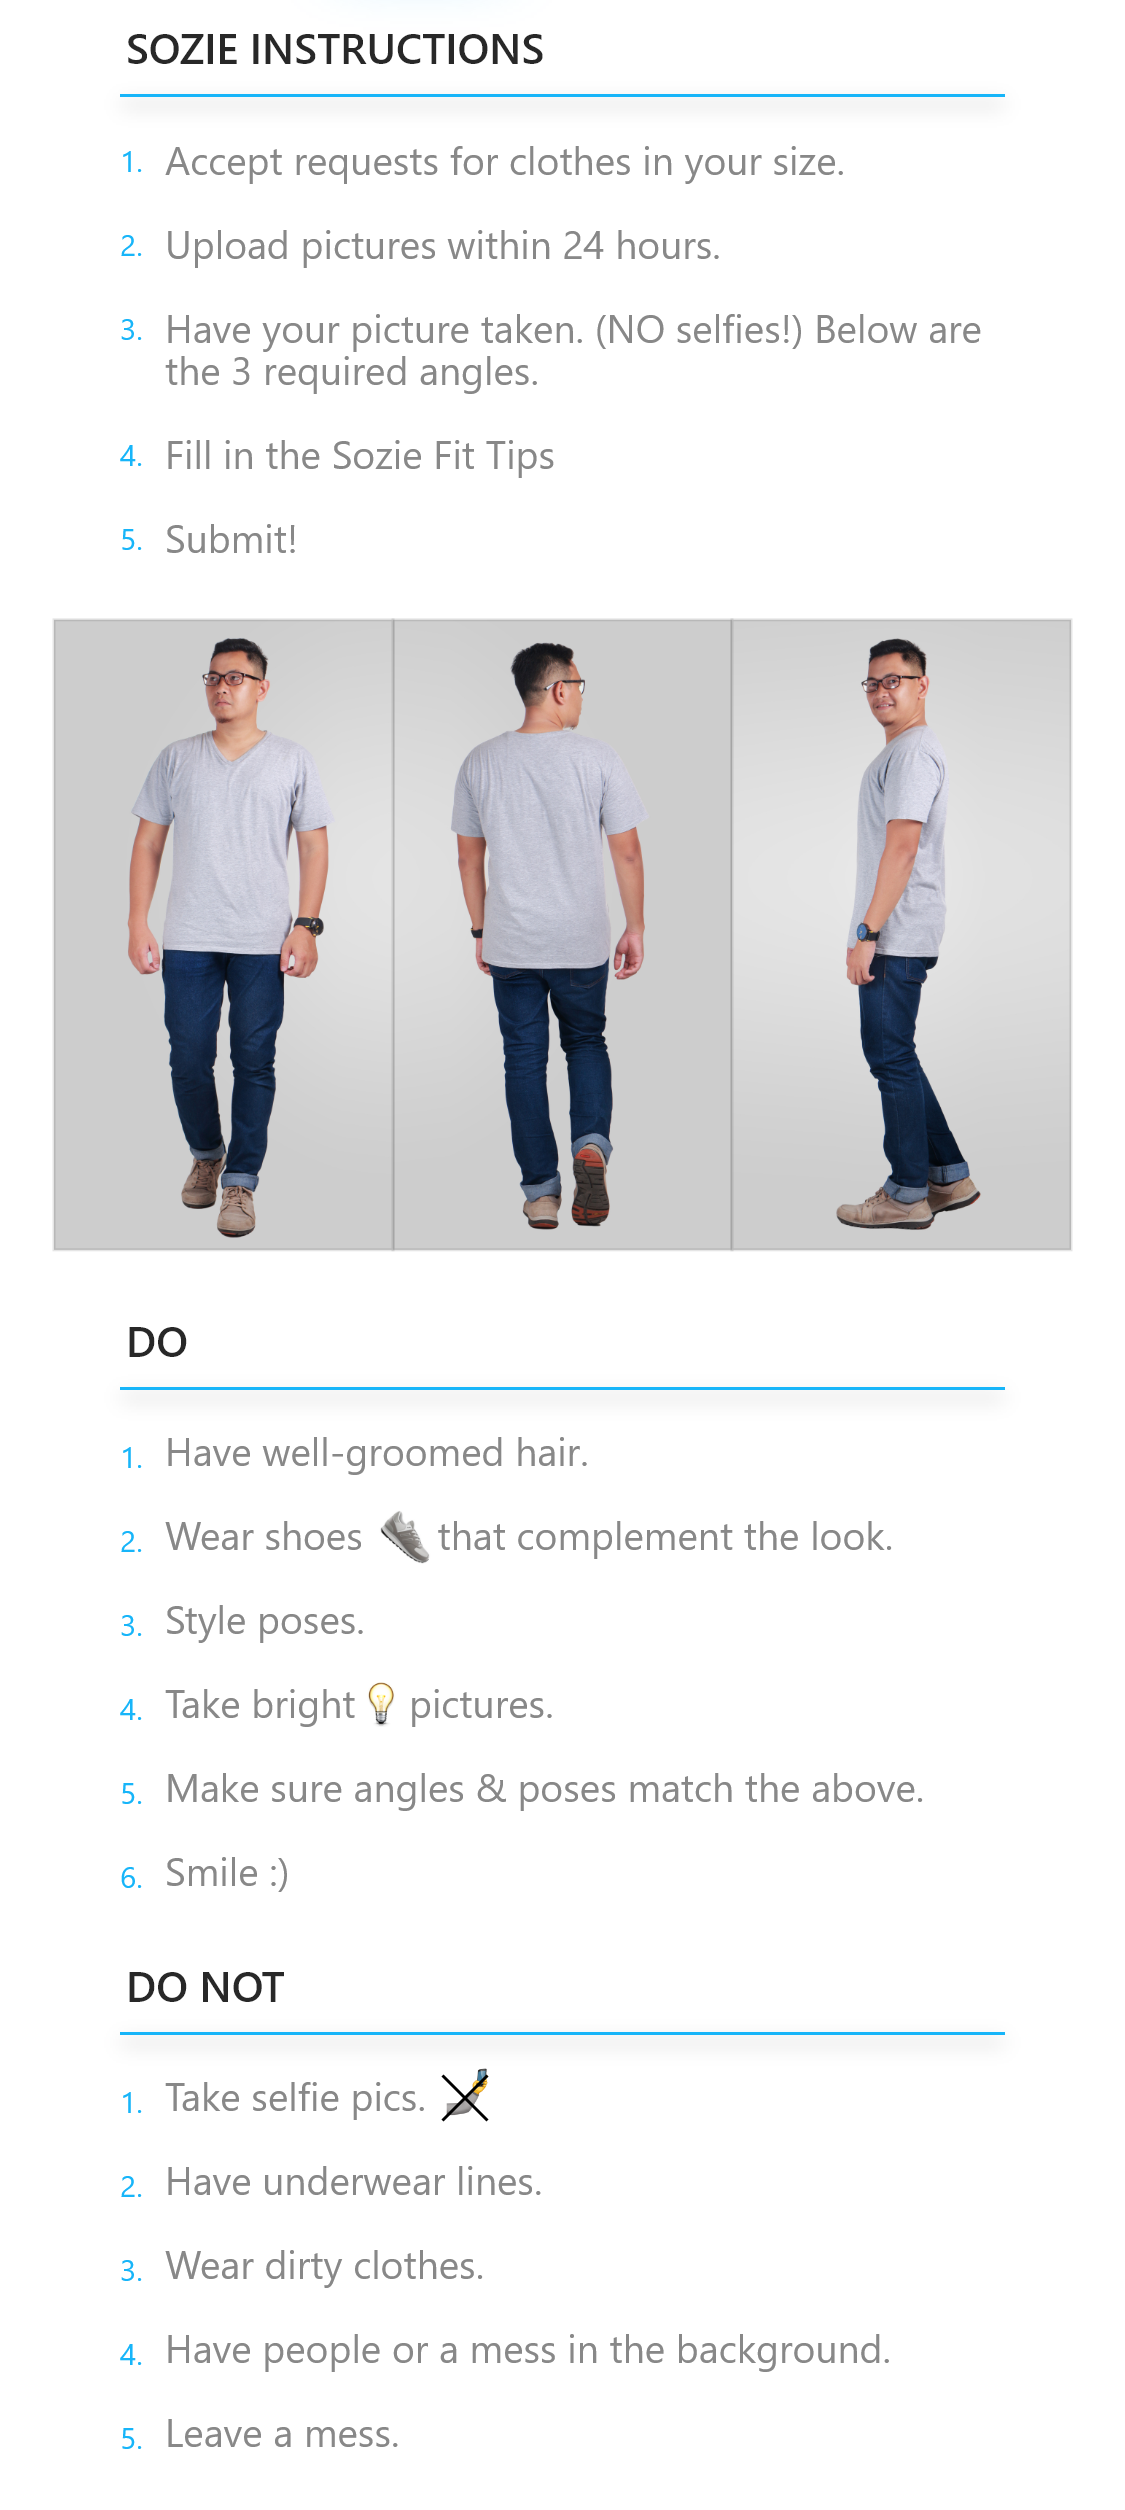 SOZIE INSTRUCTIONS
1. Accept requests for clothes in your size.
2. Upload pictures within 24 hours.
3. Have your picture taken. (NO selfies!) Below are
the 3 required angles.
4. Fill in the Sozie Fit Tips
5. Submit!
DO
1. Have well-groomed hair.
2. Wear shoes that complement the look.
3. Style poses.
4. Take bright pictures.
5. Make sure angles & poses match the above.
6. Smile :)
DO NOT
1. Take selfie pics.
2. Have underwear lines.
3. Wear dirty clothes.
4. Have people or a mess in the background.
5. Leave a mess.